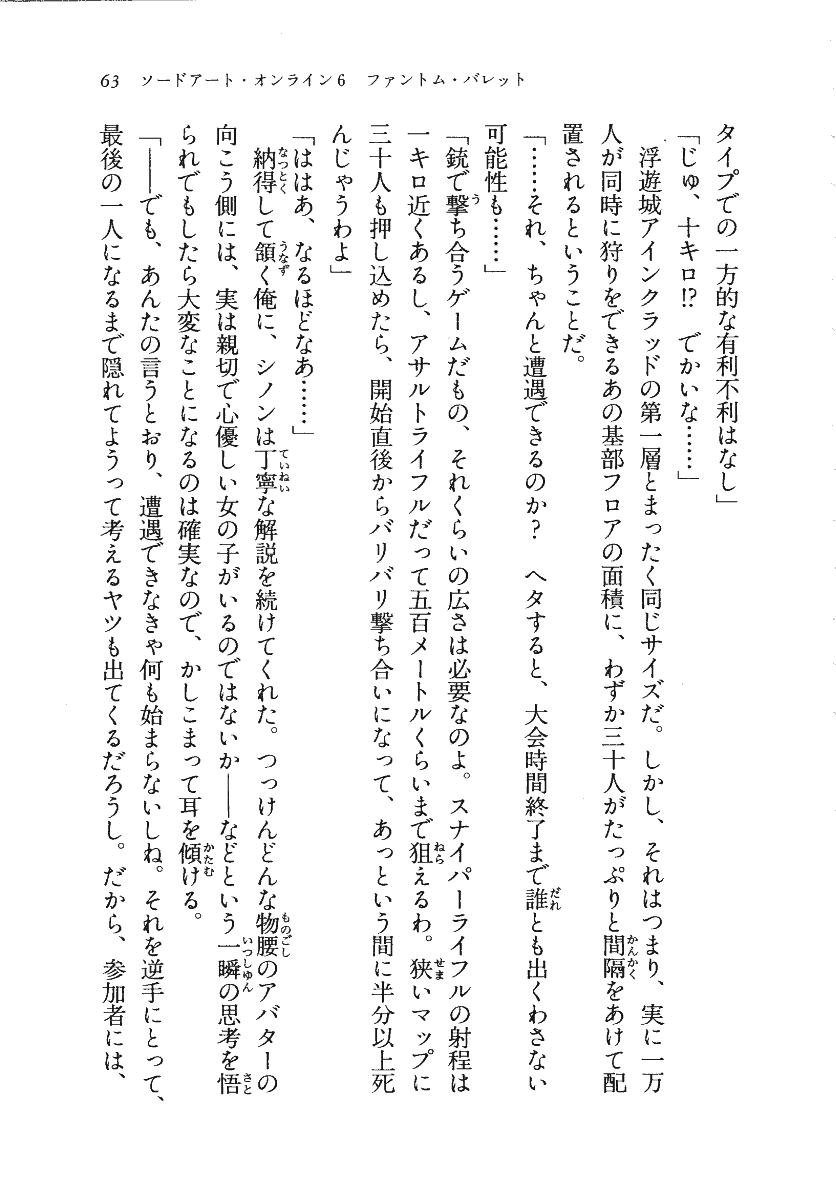 63　ソードアート・オンライン6　ファントム・バレット
タイプでの一方的な有利不利はなし」
「じゅ、十キロ!?　でかいな……」
　浮遊城アインクラッドの第一層とまったく同じサイズだ。しかし、それはつまり、実に一万
人が同時に狩りをできるあの基部フロアの面積に、わずか三十人がたっぷりと間隔をあけて配
置されるということだ。
「……それ、ちゃんと遭遇できるのか？　ヘタすると、大会時間終了まで誰とも出くわさない
可能性も……」
「銃で撃ち合うゲームだもの、それくらいの広さは必要なのよ。スナイパーライフルの射程は
一キロ近くあるし、アサルトライフルだって五百メートルくらいまで狙えるわ。狭いマップに
三十人も押し込めたら、開始直後からバリバリ撃ち合いになって、あっという間に半分以上死
んじゃうわよ」
「ははあ、なるほどなあ……」
　納得して頷く俺に、シノンは丁寧な解説を続けてくれた。つっけんどんな物腰のアバターの
向こう側には、実は親切で心優しい女の子がいるのではないか――などという一瞬の思考を悟
られでもしたら大変なことになるのは確実なので、かしこまって耳を傾ける。
「――でも、あんたの言うとおり、遭遇できなきゃ何も始まらないしね。それを逆手にとって、
最後の一人になるまで隠れてようって考えるヤツも出てくるだろうし。だから、参加者には、